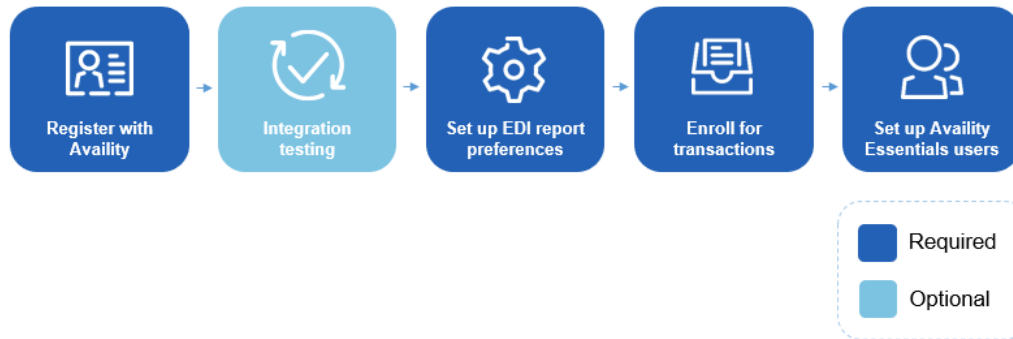 Register with
Availity
Integration
testing
Set up EDI report
preferences
Enroll for
transactions
Set up Availity
Essentials users
Required
Optional